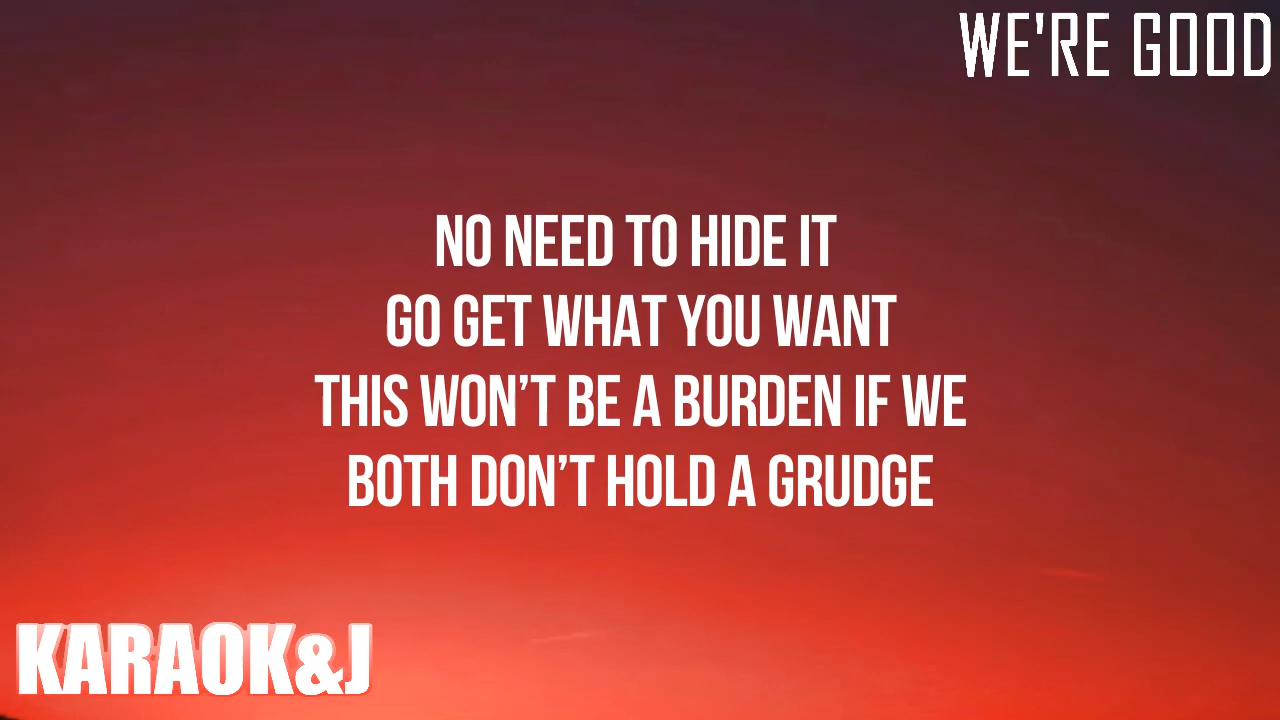 WE'RE GOOD
NO NEED TO HIDE IT
GO GET WHAT YOU WANT
THIS WON’T BE A BURDEN IF WE
BOTH DON’T HOLD A GRUDGE
KARAOK&J